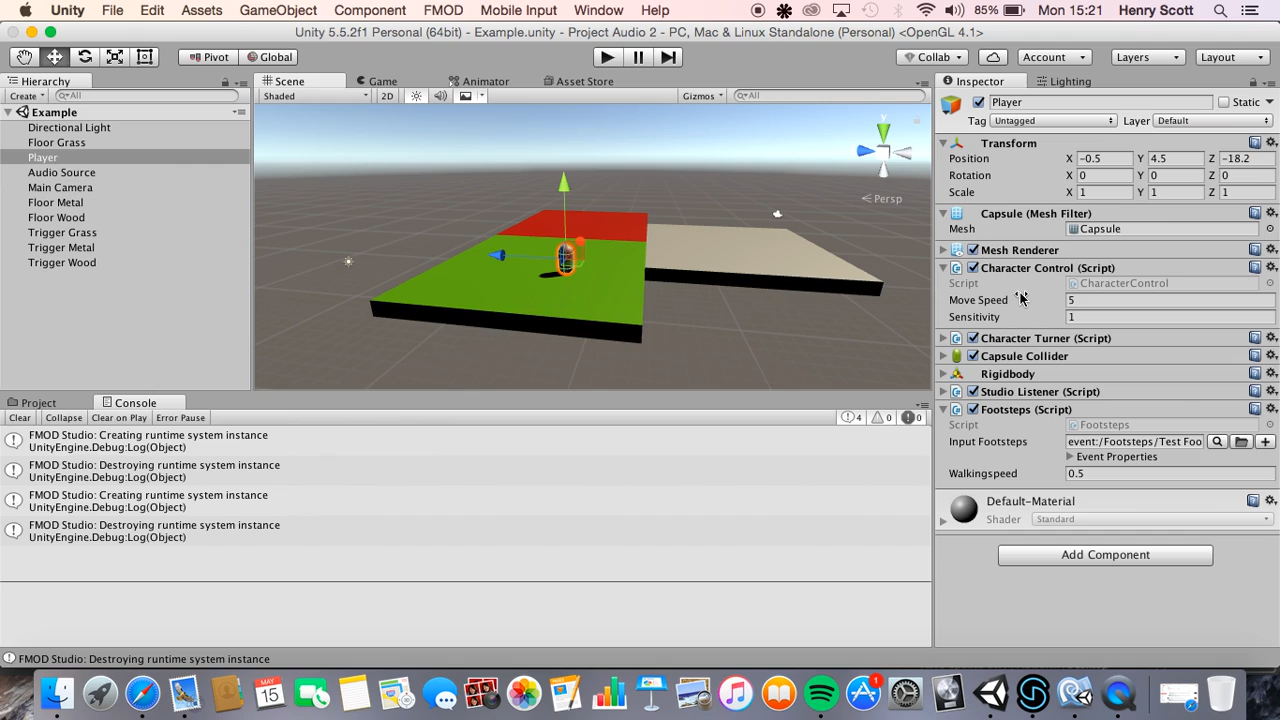 Unity File Edit Assets GameObject Component FMOD Mobile Input Window Help 85% Mon 15:21 Henry Scott
Unity 5.5.2f1 Personal (64bit) - Example.unity - Project Audio 2 - PC, Mac & Linux Standalone (Personal) <OpenGL 4.1>
Pivot Global Collab Account Layers Layout
Hierarchy Scene Game Animator Asset Store Inspector Lighting
Create All Shaded 2D Gizmos All
Player Static
Tag Untagged Layer Default
Example
Directional Light
Floor Grass
Player
Audio Source
Main Camera
Floor Metal
Floor Wood
Trigger Grass
Trigger Metal
Trigger Wood
y
Persp
Transform
Position X -0.5 Y 4.5 Z -18.2
Rotation X 0 Y 0 Z 0
Scale X 1 Y 1 Z 1
Capsule (Mesh Filter)
Mesh Capsule
Mesh Renderer
Character Control (Script)
Script CharacterControl
Move Speed 5
Sensitivity 1
Character Turner (Script)
Capsule Collider
Rigidbody
Studio Listener (Script)
Footsteps (Script)
Script Footsteps
Input Footsteps event:/Footsteps/Test Foo
Event Properties
Walkingspeed 0.5
Default-Material
Shader Standard
Add Component
Project Console
Clear Collapse Clear on Play Error Pause 4 0 0
FMOD Studio: Creating runtime system instance
UnityEngine.Debug:Log(Object)
FMOD Studio: Destroying runtime system instance
UnityEngine.Debug:Log(Object)
FMOD Studio: Creating runtime system instance
UnityEngine.Debug:Log(Object)
FMOD Studio: Destroying runtime system instance
UnityEngine.Debug:Log(Object)
FMOD Studio: Destroying runtime system instance
MAY
15
1